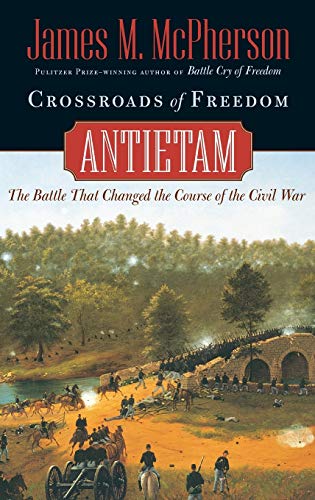 James M. McPherson
Pulitzer Prize–winning author of Battle Cry of Freedom
Crossroads of Freedom
ANTIETAM
The Battle That Changed the Course of the Civil War